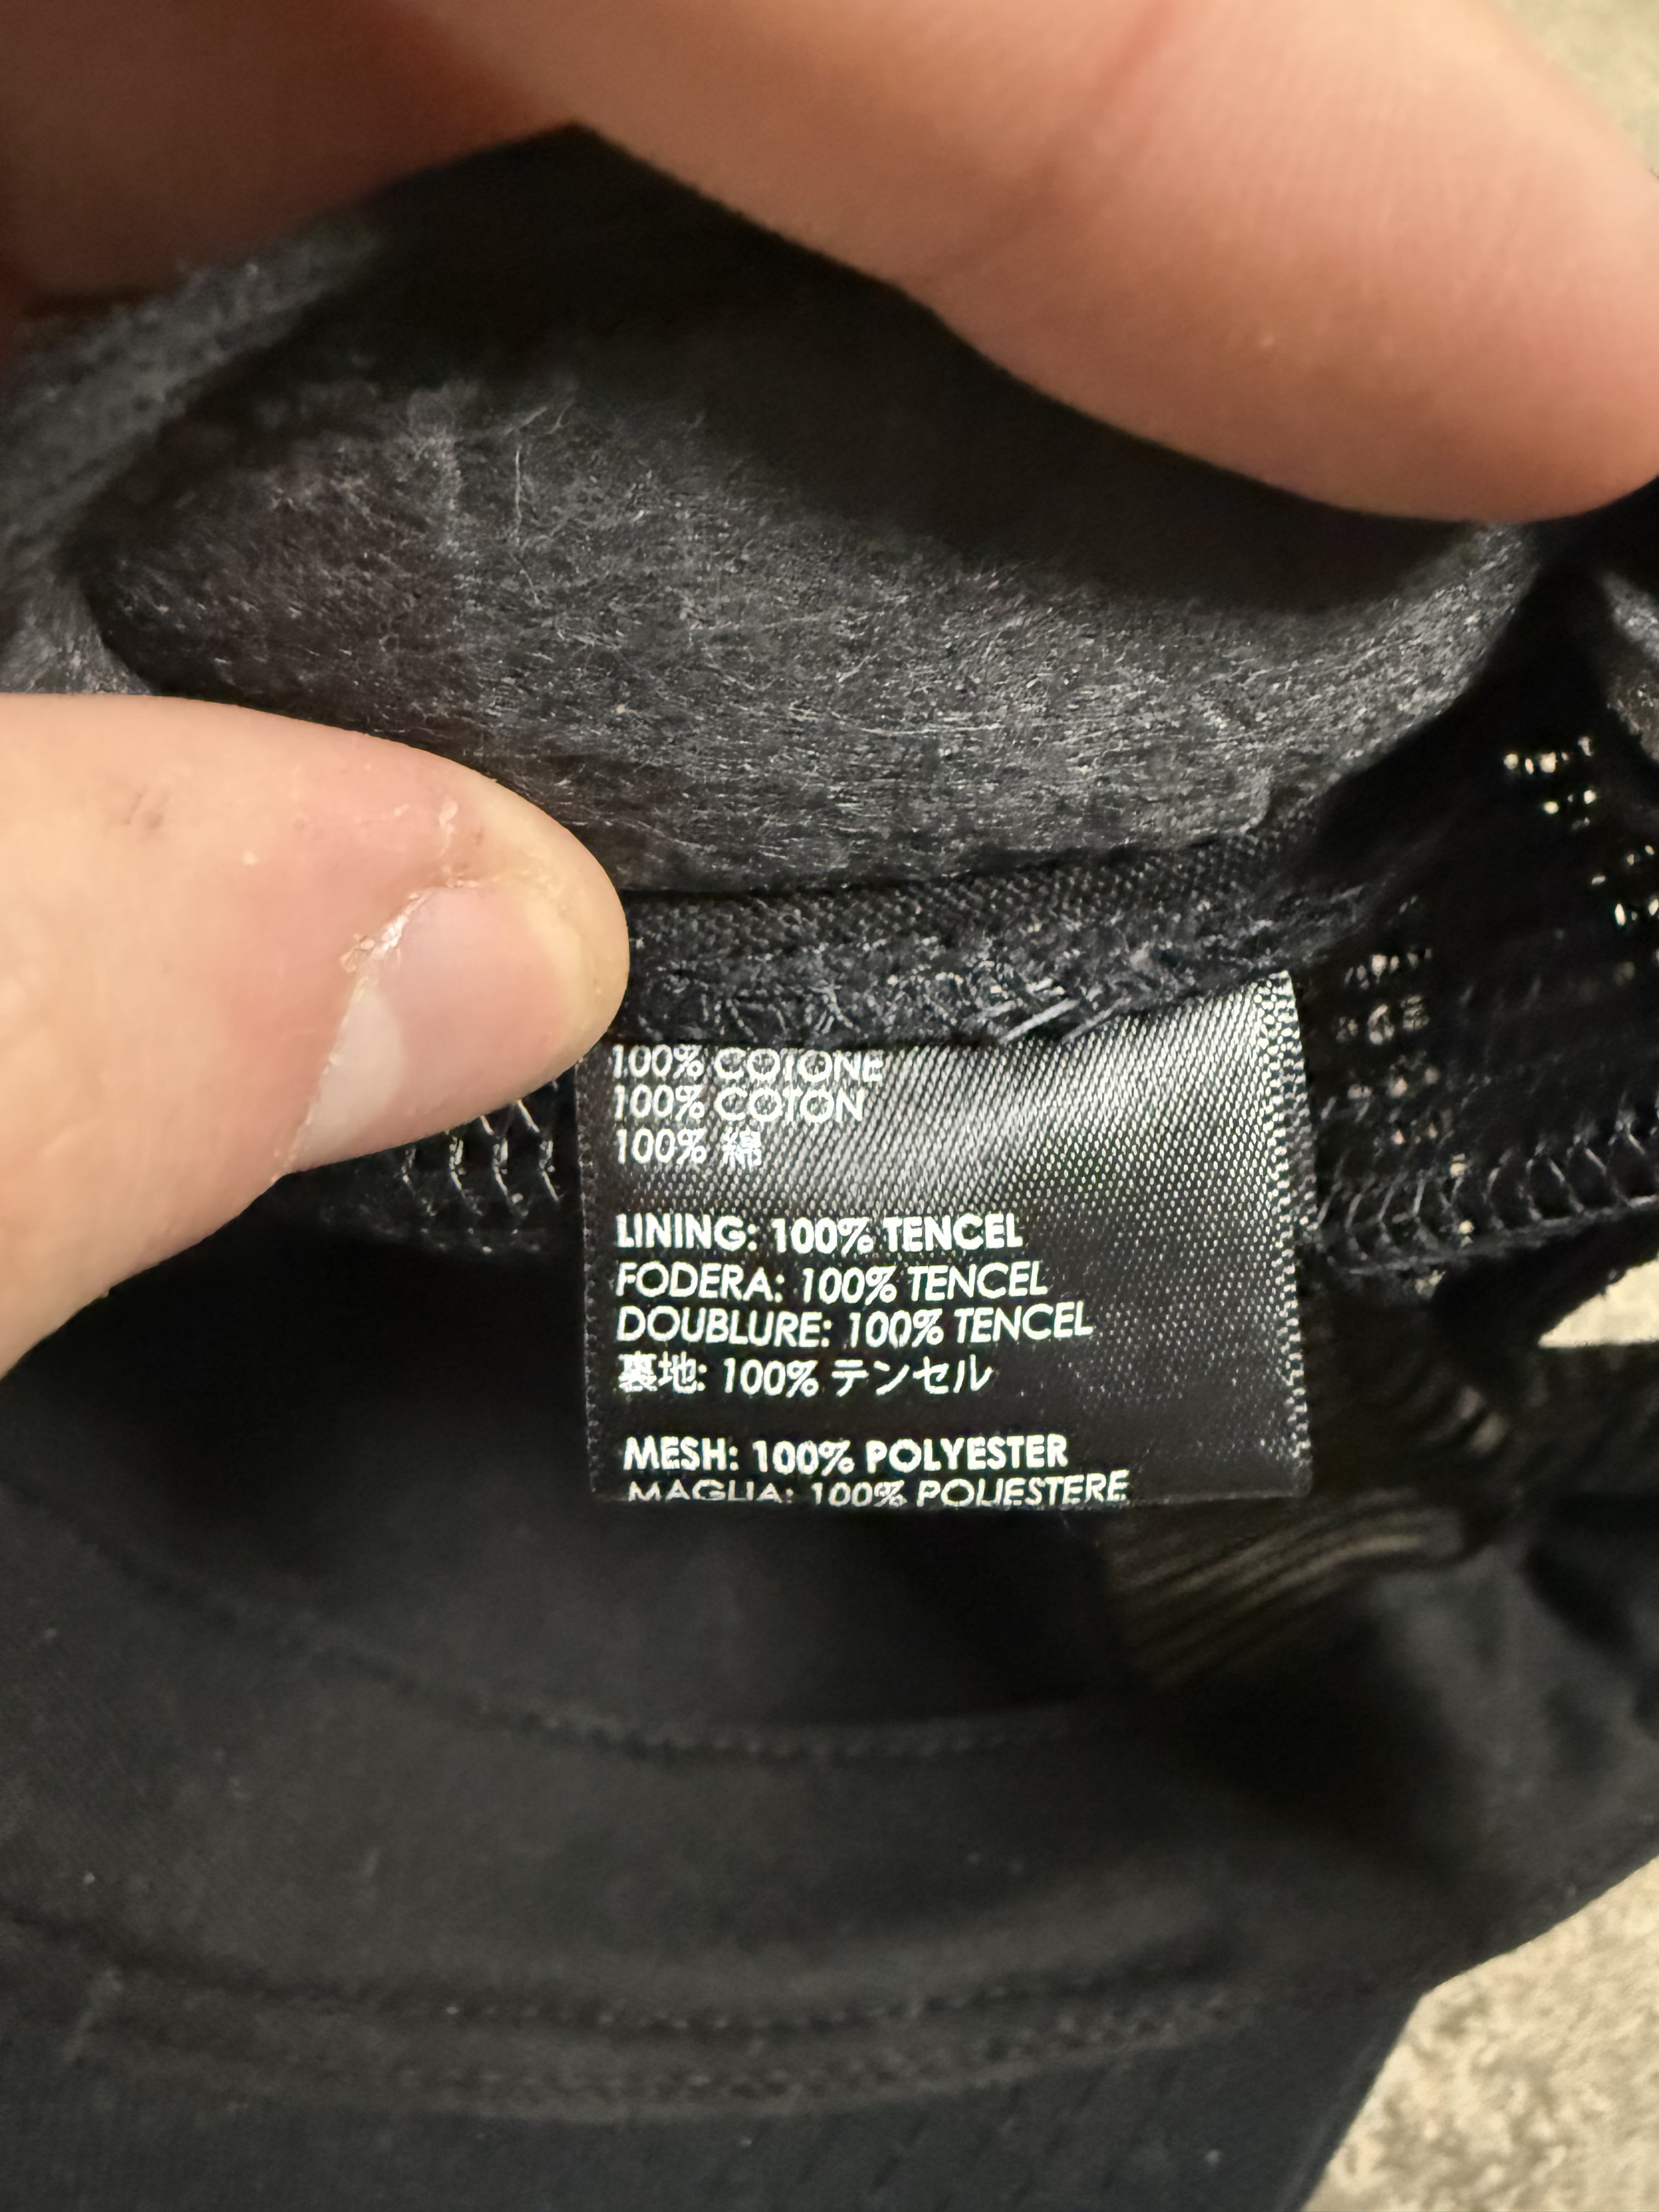 100% COTONE
100% COTON
100% 綿
LINING: 100% TENCEL
FODERA: 100% TENCEL
DOUBLURE: 100% TENCEL
裏地: 100% テンセル
MESH: 100% POLYESTER
MAGLIA: 100% POLIESTERE